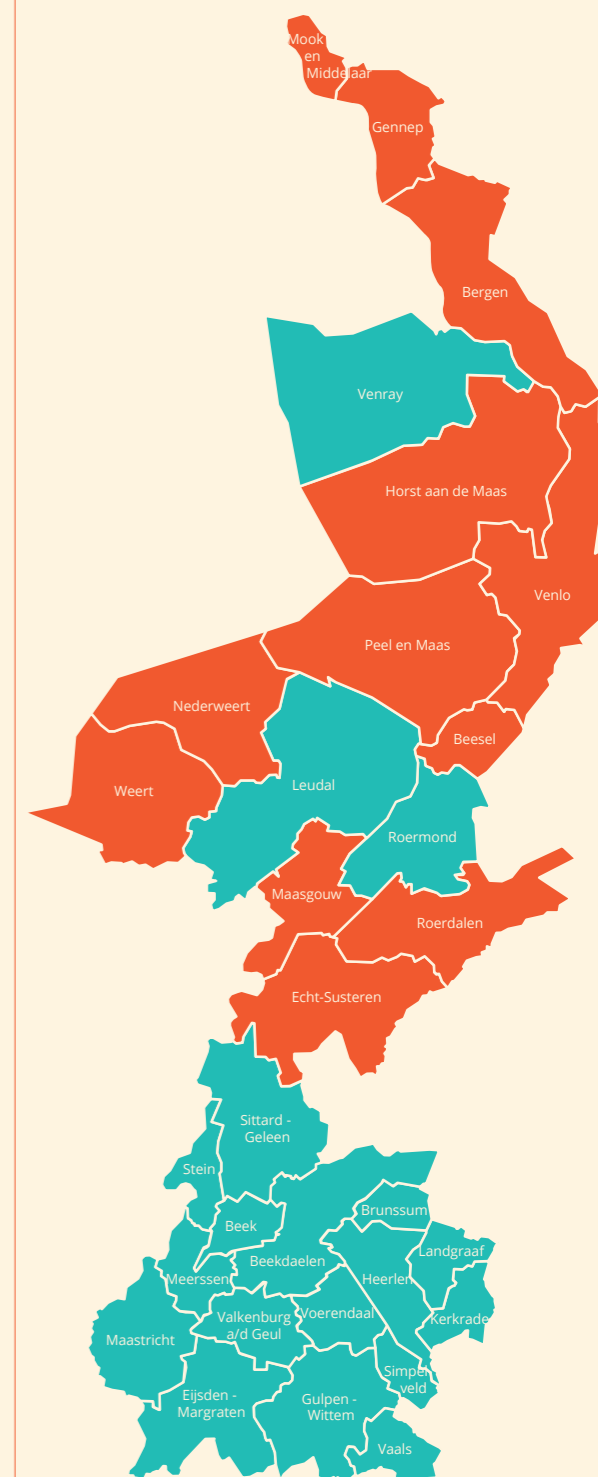 Mook
en
Middelaar
Gennep
Bergen
Venray
Horst aan de Maas
Venlo
Peel en Maas
Nederweert
Beesel
Weert
Leudal
Roermond
Maasgouw
Roerdalen
Echt-Susteren
Sittard -
Geleen
Stein
Brunssum
Beek
Landgraaf
Beekdaelen
Meerssen
Heerlen
Valkenburg
a/d Geul
Voerendaal
Kerkrade
Maastricht
Simpel
veld
Eijsden -
Margraten
Gulpen -
Wittem
Vaals